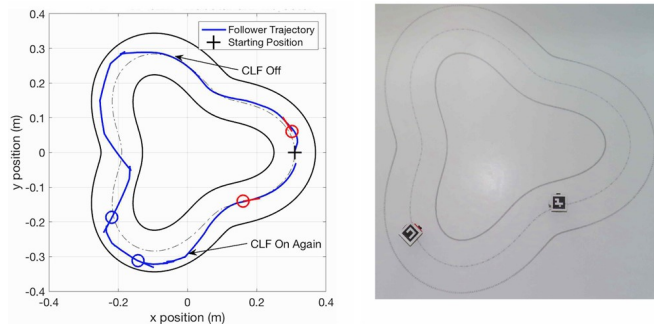 Follower Trajectory
Starting Position
CLF Off
CLF On Again
0.4
0.3
0.2
0.1
0
-0.1
-0.2
-0.3
-0.4
-0.4
-0.2
0
0.2
0.4
x position (m)
y position (m)